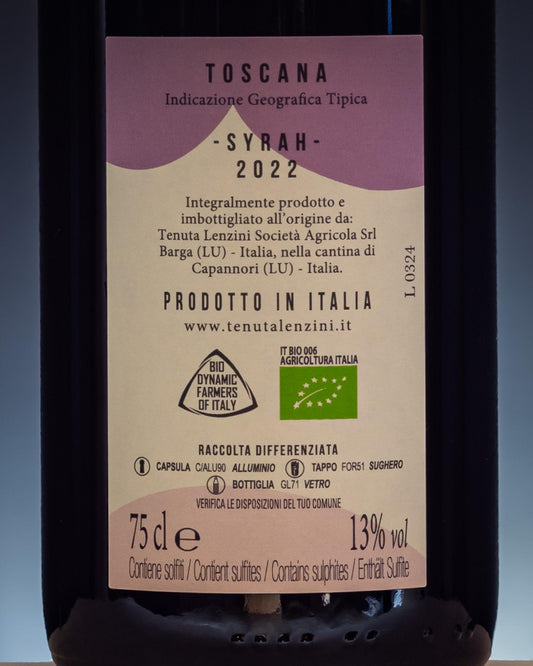 TOSCANA
Indicazione Geografica Tipica
-SYRAH-
2022
Integralmente prodotto e
imbottigliato all'origine da:
Tenuta Lenzini Società Agricola Srl
Barga (LU) - Italia, nella cantina di
Capannori (LU) - Italia.
L 0324
PRODOTTO IN ITALIA
www.tenutalenzini.it
BIO
DYNAMIC
FARMERS
OF ITALY
IT BIO 006
AGRICOLTURA ITALIA
RACCOLTA DIFFERENZIATA
CAPSULA C/ALU90 ALLUMINIO TAPPO FOR51 SUGHERO
BOTTIGLIA GL71 VETRO
VERIFICA LE DISPOSIZIONI DEL TUO COMUNE
75 cl e 13% vol
Contiene solfiti / Contient sulfites / Contains sulphites / Enthält Sulfite